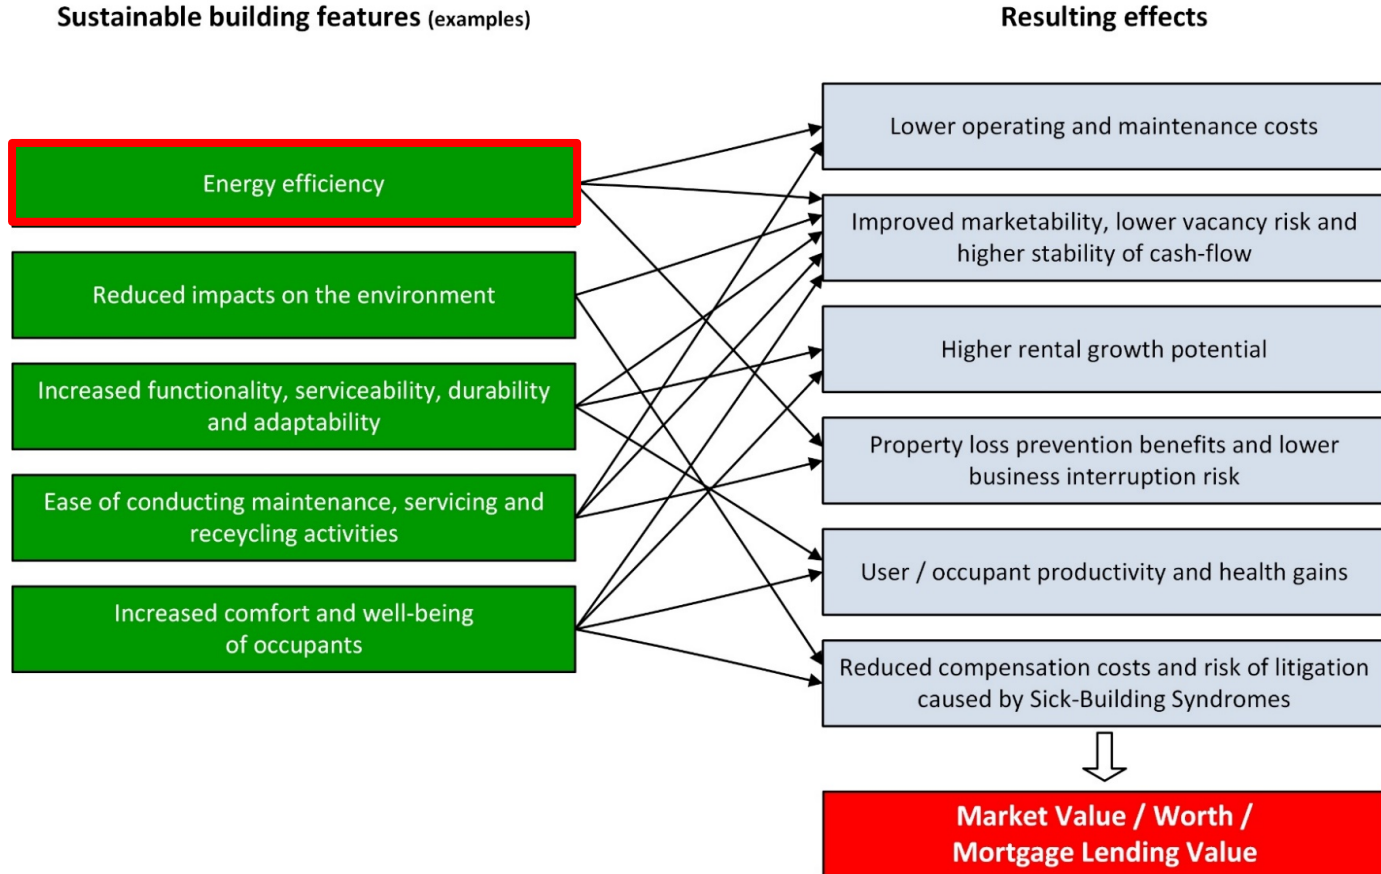 Sustainable building features (examples)
Resulting effects
Energy efficiency
Reduced impacts on the environment
Increased functionality, serviceability, durability
and adaptability
Ease of conducting maintenance, servicing and
receycling activities
Increased comfort and well-being
of occupants
Lower operating and maintenance costs
Improved marketability, lower vacancy risk and
higher stability of cash-flow
Higher rental growth potential
Property loss prevention benefits and lower
business interruption risk
User / occupant productivity and health gains
Reduced compensation costs and risk of litigation
caused by Sick-Building Syndromes
Market Value / Worth /
Mortgage Lending Value